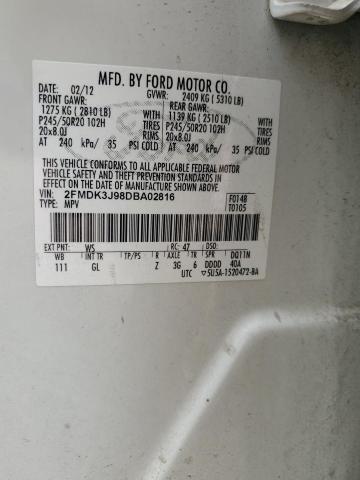 MFD. BY FORD MOTOR CO.
DATE: 02/12 GVWR: 2409 KG (5310 LB)
FRONT GAWR: REAR GAWR:
1275 KG (2810 LB) 1139 KG (2510 LB)
WITH WITH
P245/50R20 102H TIRES P245/50R20 102H TIRES
20x8.0J RIMS 20x8.0J RIMS
AT 240 kPa/ 35 PSI COLD AT 240 kPa/ 35 PSI COLD
THIS VEHICLE CONFORMS TO ALL APPLICABLE FEDERAL MOTOR
VEHICLE SAFETY AND THEFT PREVENTION STANDARDS IN
EFFECT ON THE DATE OF MANUFACTURE SHOWN ABOVE.
VIN: 2FMDK3J98DBA02816 F0148
TYPE: MPV T0105
EXT PNT: WS RC: 47 DSO:
WB INT TR TP/PS R AXLE TR SPR DQ11N
111 GL Z 3G 6 DDDD 40A
UTC ▽5U5A-1520472-BA